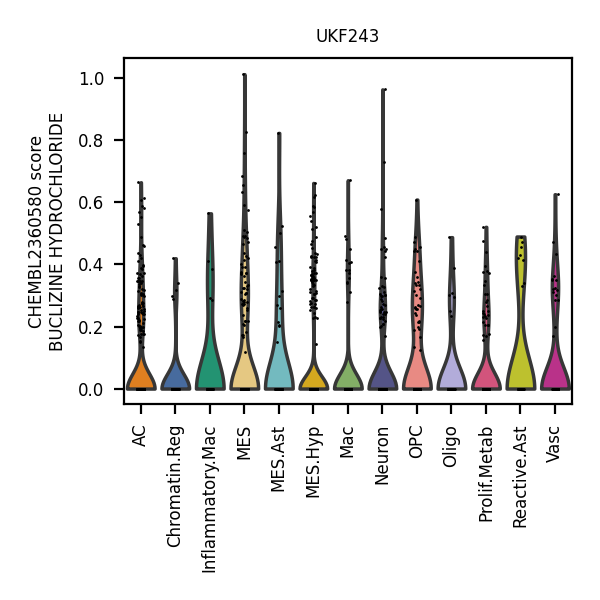 UKF243
CHEMBL2360580 score
BUCLIZINE HYDROCHLORIDE
1.0
0.8
0.6
0.4
0.2
0.0
AC
Chromatin.Reg
Inflammatory.Mac
MES
MES.Ast
MES.Hyp
Mac
Neuron
OPC
Oligo
Prolif.Metab
Reactive.Ast
Vasc